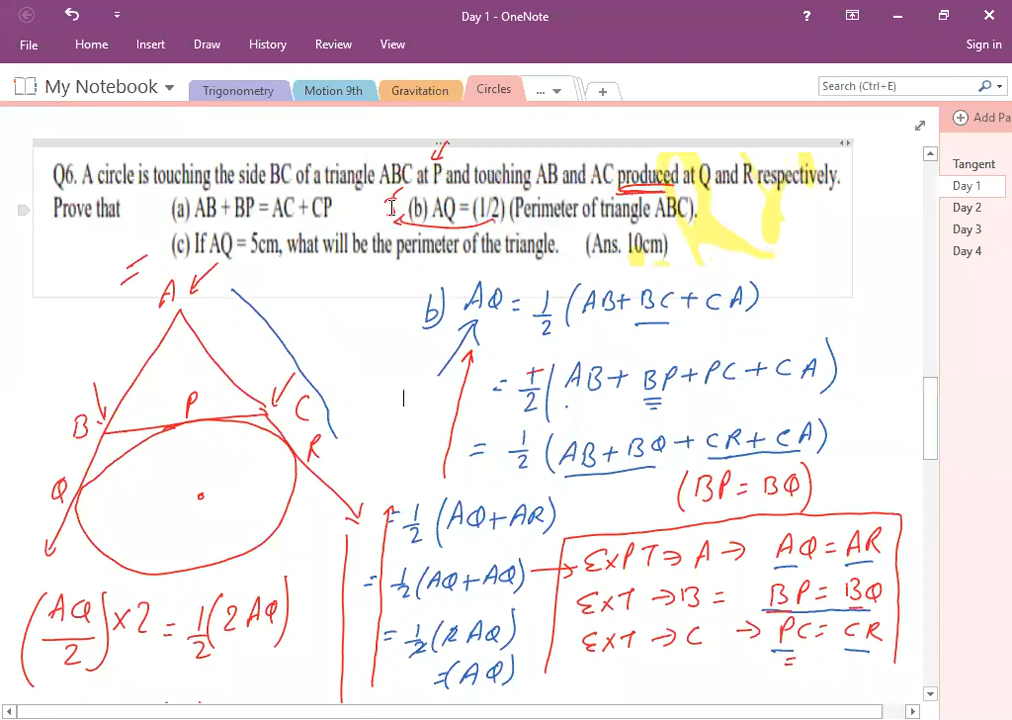 Day 1 - OneNote
?
File Home Insert Draw History Review View Sign in
My Notebook Trigonometry Motion 9th Gravitation Circles ... + Search (Ctrl+E)
Add Pa
Q6. A circle is touching the side BC of a triangle ABC at P and touching AB and AC produced at Q and R respectively.
Prove that (a) AB + BP = AC + CP (b) AQ = (1/2) (Perimeter of triangle ABC).
(c) If AQ = 5cm, what will be the perimeter of the triangle. (Ans. 10cm)
Tangent
Day 1
Day 2
Day 3
Day 4
A
B
P
C
R
Q
b) AQ = 1/2 (AB + BC + CA)
= 1/2 (AB + BP + PC + CA)
= 1/2 (AB + BQ + CR + CA)
(BP = BQ)
= 1/2 (AQ + AR)
= 1/2 (AQ + AQ)
= 1/2 (2 AQ)
= (AQ)
ExPT → A → AQ = AR
ExT → B = BP = BQ
ExT → C → PC = CR
(AQ/2) × 2 = 1/2 (2 AQ)